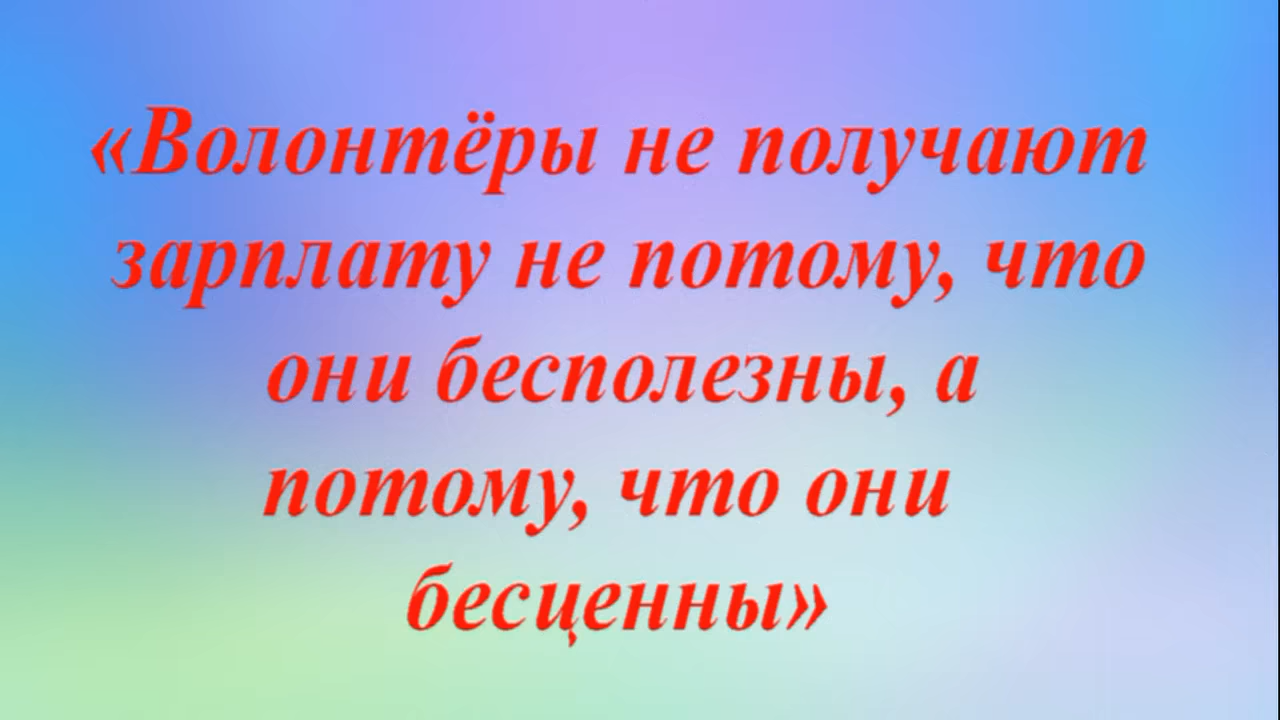 «Волонтёры не получают
зарплату не потому, что
они бесполезны, а
потому, что они
бесценны»